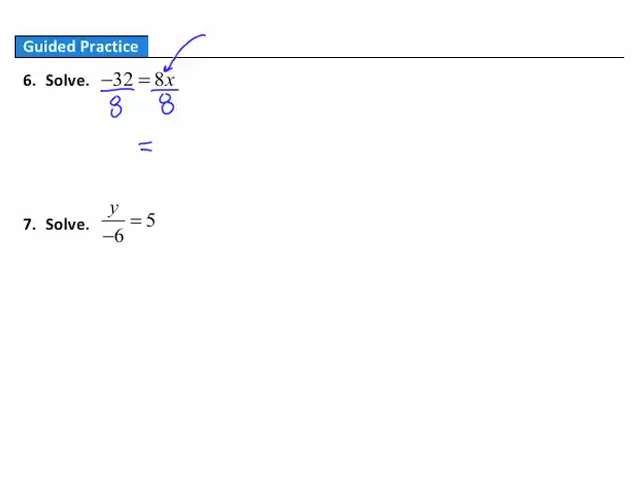 Guided Practice
6. Solve. −32 = 8x
8 8
=
7. Solve. y/−6 = 5